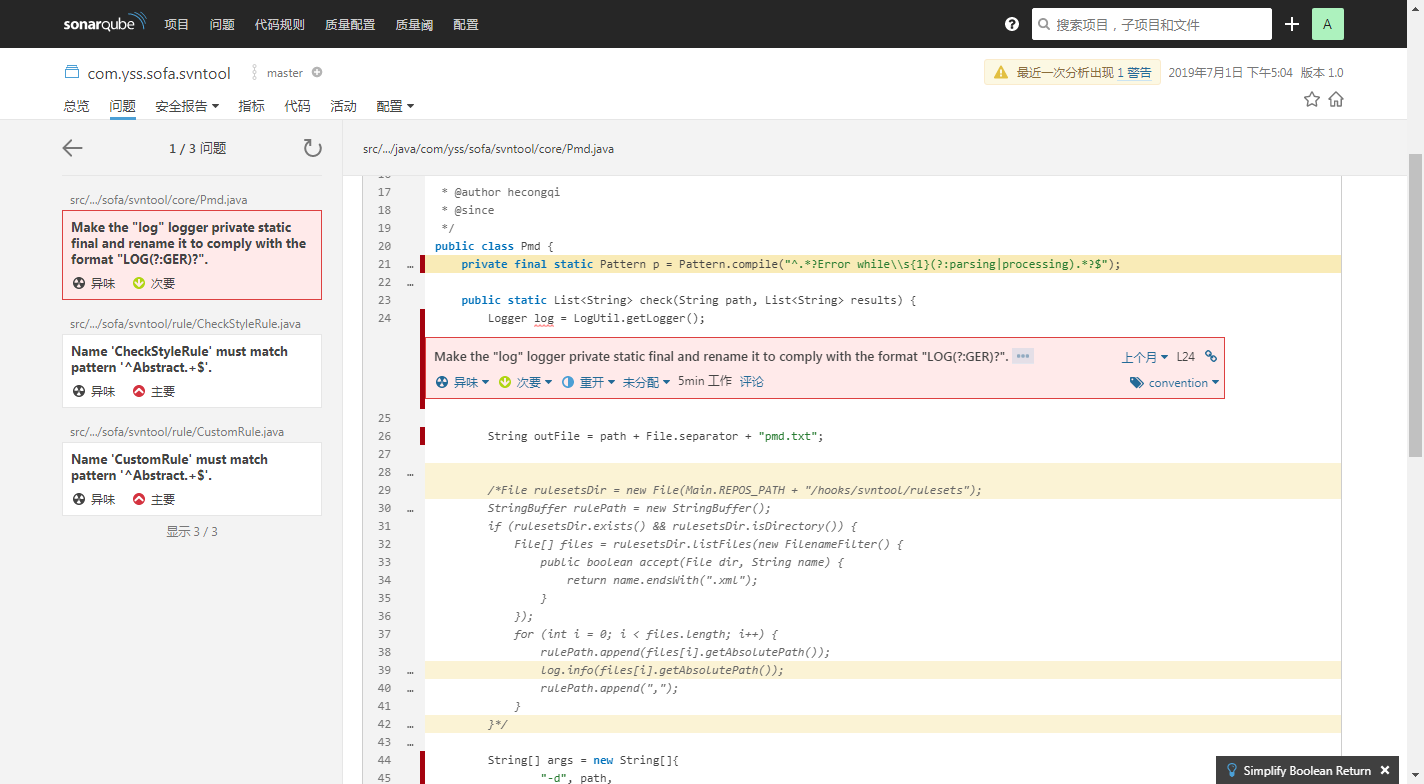 sonarqube 项目 问题 代码规则 质量配置 质量阈 配置 ? 搜索项目，子项目和文件 A
com.yss.sofa.svntool master 最近一次分析出现 1 警告 2019年7月1日 下午5:04 版本 1.0
总览 问题 安全报告 指标 代码 活动 配置
1 / 3 问题
src/.../sofa/svntool/core/Pmd.java
Make the "log" logger private static
final and rename it to comply with the
format "LOG(?:GER)?".
异味 次要
src/.../sofa/svntool/rule/CheckStyleRule.java
Name 'CheckStyleRule' must match
pattern '^Abstract.+$'.
异味 主要
src/.../sofa/svntool/rule/CustomRule.java
Name 'CustomRule' must match
pattern '^Abstract.+$'.
异味 主要
显示 3 / 3
src/.../java/com/yss/sofa/svntool/core/Pmd.java
17 * @author hecongqi
18 * @since
19 */
20 public class Pmd {
21 … private final static Pattern p = Pattern.compile("^.*?Error while\\s{1}(?:parsing|processing).*?$");
22 …
23 public static List<String> check(String path, List<String> results) {
24 Logger log = LogUtil.getLogger();
Make the "log" logger private static final and rename it to comply with the format "LOG(?:GER)?". ••• 上个月 L24
异味 次要 重开 未分配 5min 工作 评论 convention
25
26 String outFile = path + File.separator + "pmd.txt";
27
28 …
29 /*File rulesetsDir = new File(Main.REPOS_PATH + "/hooks/svntool/rulesets");
30 … StringBuffer rulePath = new StringBuffer();
31 if (rulesetsDir.exists() && rulesetsDir.isDirectory()) {
32 File[] files = rulesetsDir.listFiles(new FilenameFilter() {
33 public boolean accept(File dir, String name) {
34 return name.endsWith(".xml");
35 }
36 });
37 for (int i = 0; i < files.length; i++) {
38 rulePath.append(files[i].getAbsolutePath());
39 … log.info(files[i].getAbsolutePath());
40 … rulePath.append(",");
41 }
42 … }*/
43 …
44 String[] args = new String[]{
45 "-d", path,
Simplify Boolean Return ×